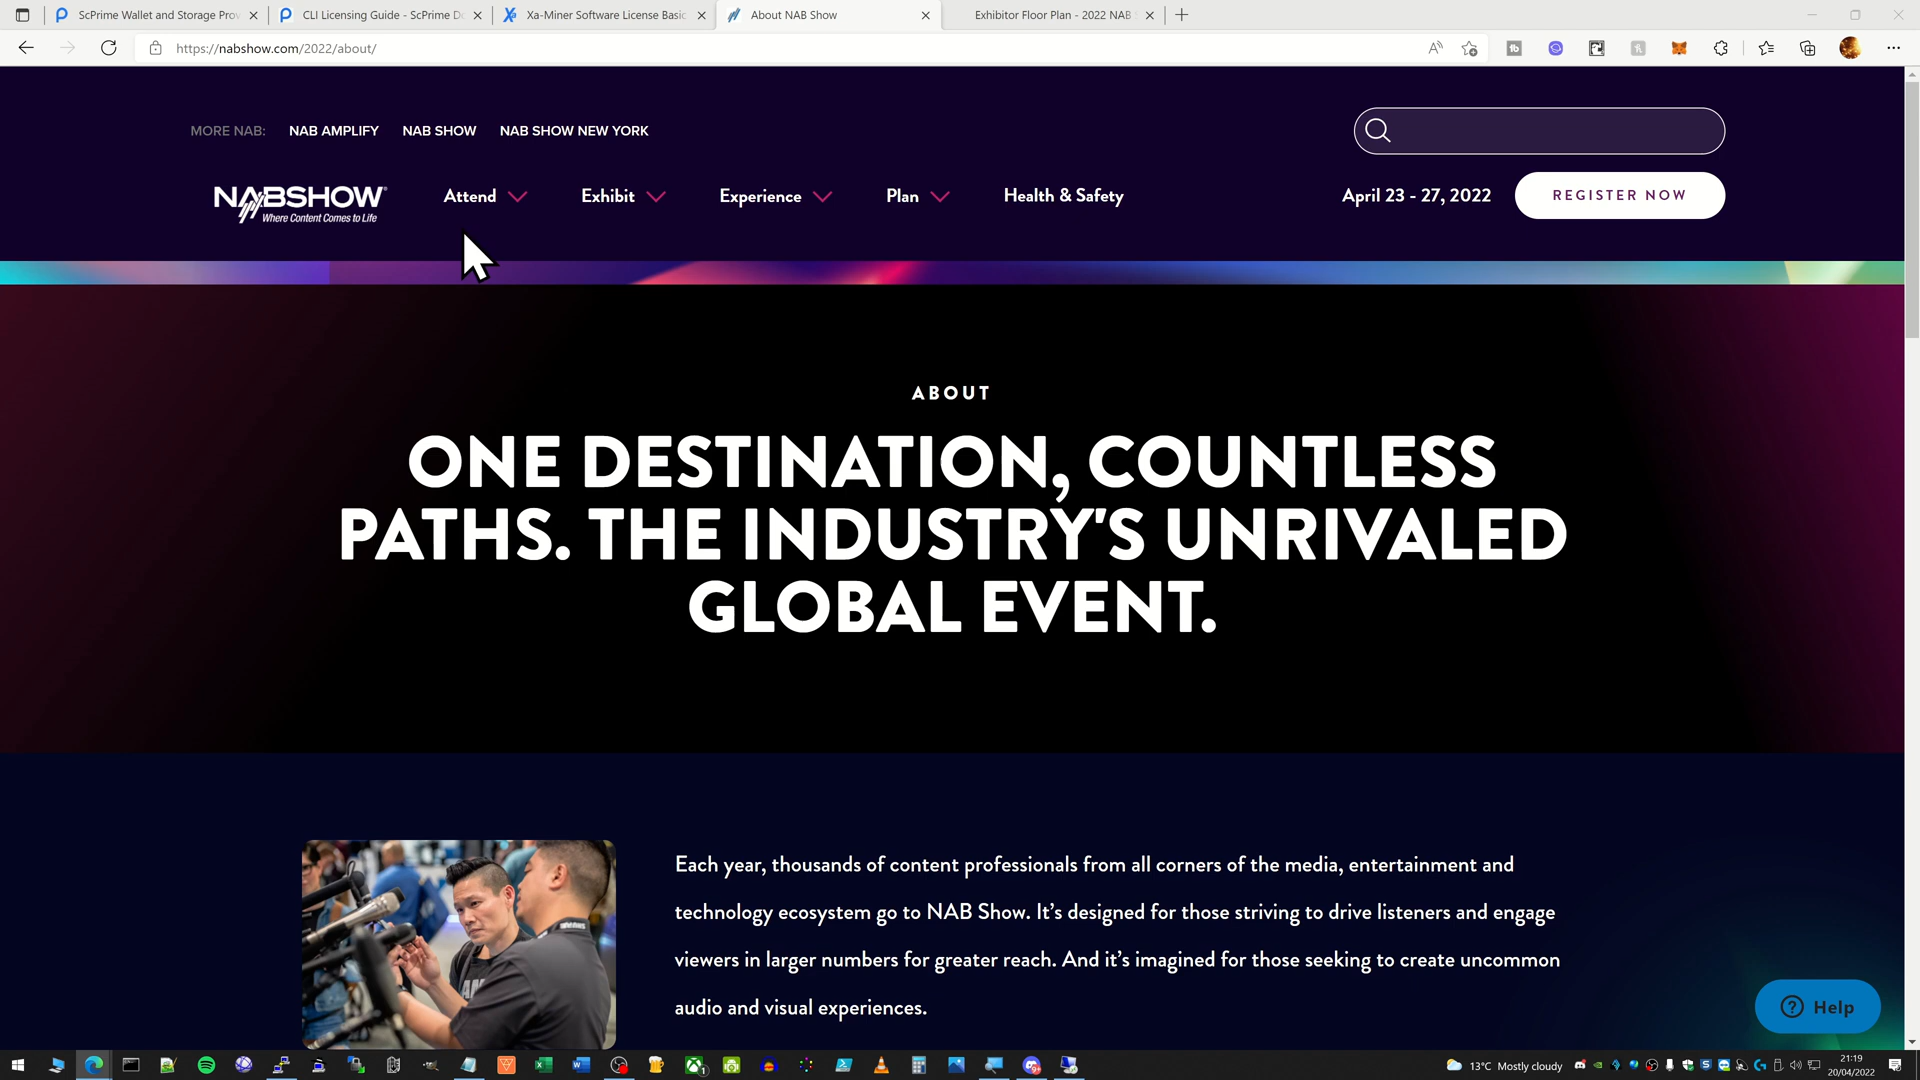 ScPrime Wallet and Storage Prov
CLI Licensing Guide - ScPrime D
Xa-Miner Software License Basic
About NAB Show
Exhibitor Floor Plan - 2022 NAB
https://nabshow.com/2022/about/
MORE NAB: NAB AMPLIFY NAB SHOW NAB SHOW NEW YORK
NABSHOW
Where Content Comes to Life
Attend Exhibit Experience Plan Health & Safety
April 23 - 27, 2022 REGISTER NOW
ABOUT
ONE DESTINATION, COUNTLESS
PATHS. THE INDUSTRY'S UNRIVALED
GLOBAL EVENT.
Each year, thousands of content professionals from all corners of the media, entertainment and
technology ecosystem go to NAB Show. It's designed for those striving to drive listeners and engage
viewers in larger numbers for greater reach. And it's imagined for those seeking to create uncommon
audio and visual experiences.
Help
13°C Mostly cloudy
21:19
20/04/2022